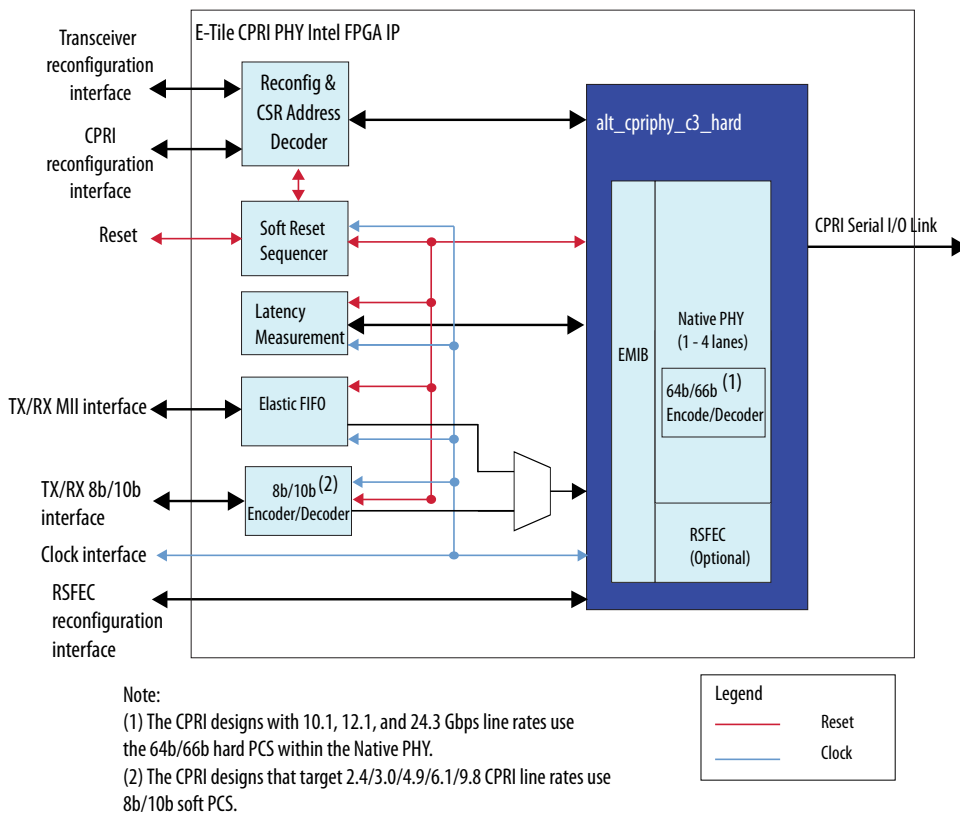 E-Tile CPRI PHY Intel FPGA IP
Transceiver
reconfiguration
interface
Reconfig &
CSR Address
Decoder
alt_cpriphy_c3_hard
CPRI
reconfiguration
interface
Reset
Soft Reset
Sequencer
CPRI Serial I/O Link
Latency
Measurement
EMIB
Native PHY
(1 - 4 lanes)
64b/66b (1)
Encode/Decoder
TX/RX MII interface
Elastic FIFO
TX/RX 8b/10b
interface
8b/10b (2)
Encoder/Decoder
Clock interface
RSFEC
(Optional)
RSFEC
reconfiguration
interface
Note:
(1) The CPRI designs with 10.1, 12.1, and 24.3 Gbps line rates use
the 64b/66b hard PCS within the Native PHY.
(2) The CPRI designs that target 2.4/3.0/4.9/6.1/9.8 CPRI line rates use
8b/10b soft PCS.
Legend
Reset
Clock